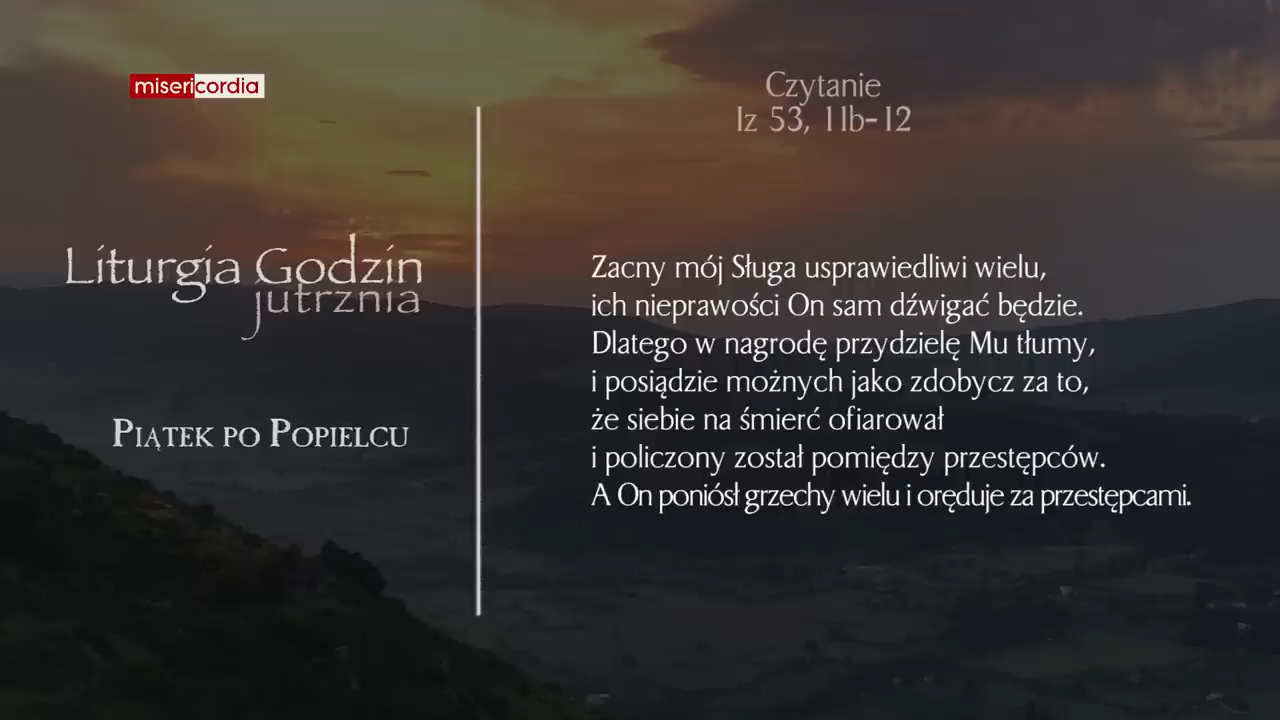 misericordia
Liturgia Godzin
jutrznia
Piątek po Popielcu
Czytanie
Iz 53, 11b-12
Zacny mój Sługa usprawiedliwi wielu,
ich nieprawości On sam dźwigać będzie.
Dlatego w nagrodę przydzielę Mu tłumy,
i posiądzie możnych jako zdobycz za to,
że siebie na śmierć ofiarował
i policzony został pomiędzy przestępców.
A On poniósł grzechy wielu i oręduje za przestępcami.